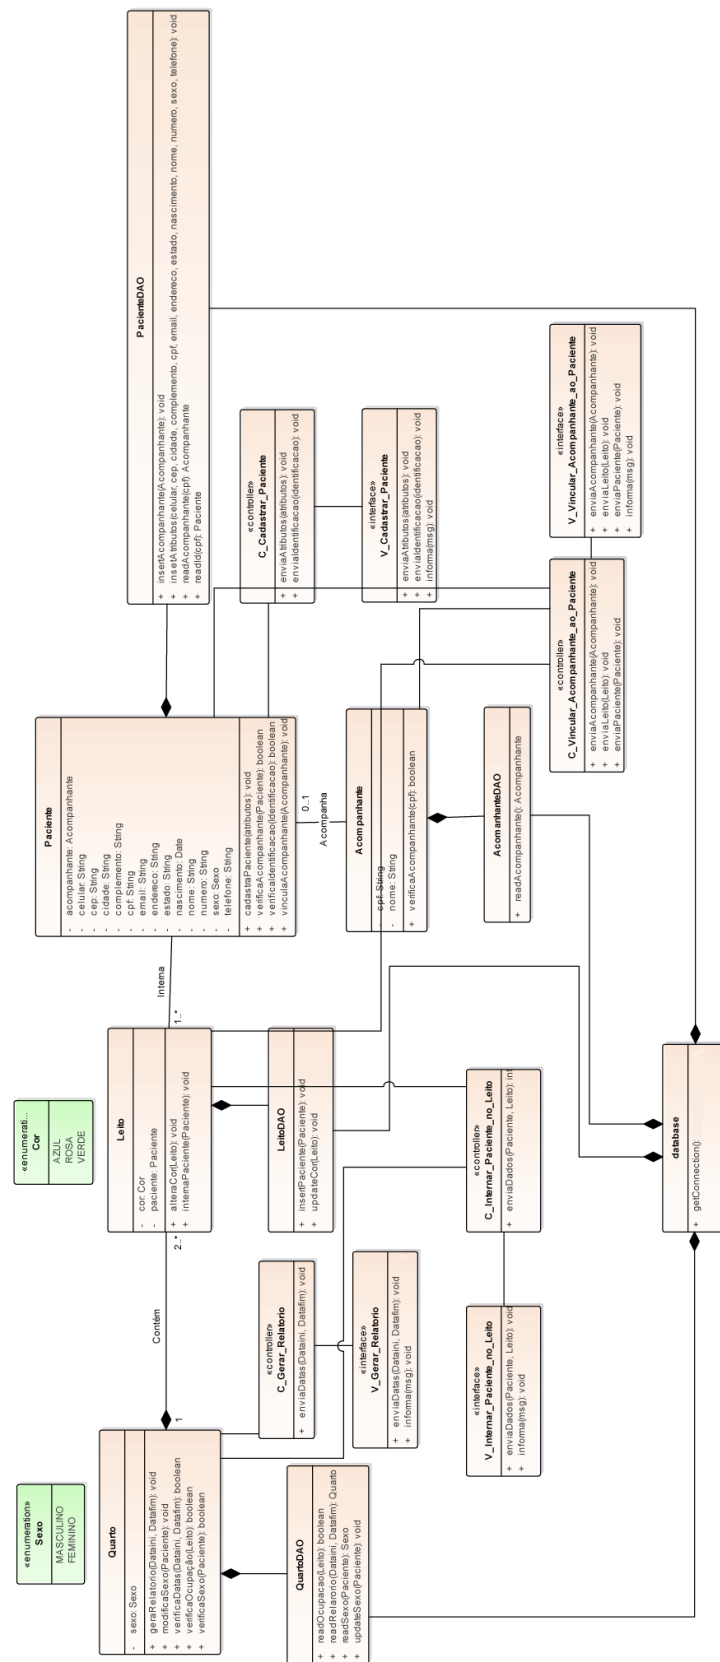 «enumeration»
Sexo
MASCULINO
FEMININO
«enumerati...
Cor
AZUL
ROSA
VERDE
Quarto
- sexo: Sexo
+ geraRelatorio(Dataini, Datafim): void
+ modificaSexo(Paciente): void
+ verificaDatas(Dataini, Datafim): boolean
+ verificaOcupação(Leito): boolean
+ verificaSexo(Paciente): boolean
1
Contém
2..*
Leito
- cor: Cor
- paciente: Paciente
+ alteraCor(Leito): void
+ internaPaciente(Paciente): void
1..*
Interna
Paciente
- acompanhante: Acompanhante
- celular: String
- cep: String
- cidade: String
- complemento: String
- cpf: String
- email: String
- endereco: String
- estado: String
- nascimento: Date
- nome: String
- numero: String
- sexo: Sexo
- telefone: String
+ cadastraPaciente(atributos): void
+ verificaAcompanhante(Paciente): boolean
+ verificaIdentificacao(Identificacao): boolean
+ vinculaAcompanhante(Acompanhante): void
PacienteDAO
+ insertAcompanhante(Acompanhante): void
+ insetAtributos(celular, cep, cidade, complemento, cpf, email, endereco, estado, nascimento, nome, numero, sexo, telefone): void
+ readAcompanhante(cpf): Acompanhante
+ readId(cpf): Paciente
0..1
Acompanha
QuartoDAO
+ readOcupacao(Leito): boolean
+ readRelarorio(Dataini, Datafim): Quarto
+ readSexo(Paciente): Sexo
+ updateSexo(Paciente): void
«controller»
C_Gerar_Relatorio
+ enviaDatas(Dataini, Datafim): void
«interface»
V_Gerar_Relatorio
+ enviaDatas(Dataini, Datafim): void
+ informa(msg): void
LeitoDAO
+ insertPaciente(Paciente): void
+ updateCor(Leito): void
Acompanhante
- cpf: String
- nome: String
+ verificaAcompanhante(cpf): boolean
«controller»
C_Cadastrar_Paciente
+ enviaAtributos(atributos): void
+ enviaIdentificacao(identificacao): void
«interface»
V_Cadastrar_Paciente
+ enviaAtributos(atributos): void
+ enviaIdentificacao(identificacao): void
+ informa(msg): void
«interface»
V_Internar_Paciente_no_Leito
+ enviaDados(Paciente, Leito): void
+ informa(msg): void
«controller»
C_Internar_Paciente_no_Leito
+ enviaDados(Paciente, Leito): int
AcomanhanteDAO
+ readAcompanhante(): Acompanhante
«controller»
C_Vincular_Acompanhante_ao_Paciente
+ enviaAcompanhante(Acompanhante): void
+ enviaLeito(Leito): void
+ enviaPaciente(Paciente): void
«interface»
V_Vincular_Acompanhante_ao_Paciente
+ enviaAcompanhante(Acompanhante): void
+ enviaLeito(Leito): void
+ enviaPaciente(Paciente): void
+ informa(msg): void
database
+ getConnection():